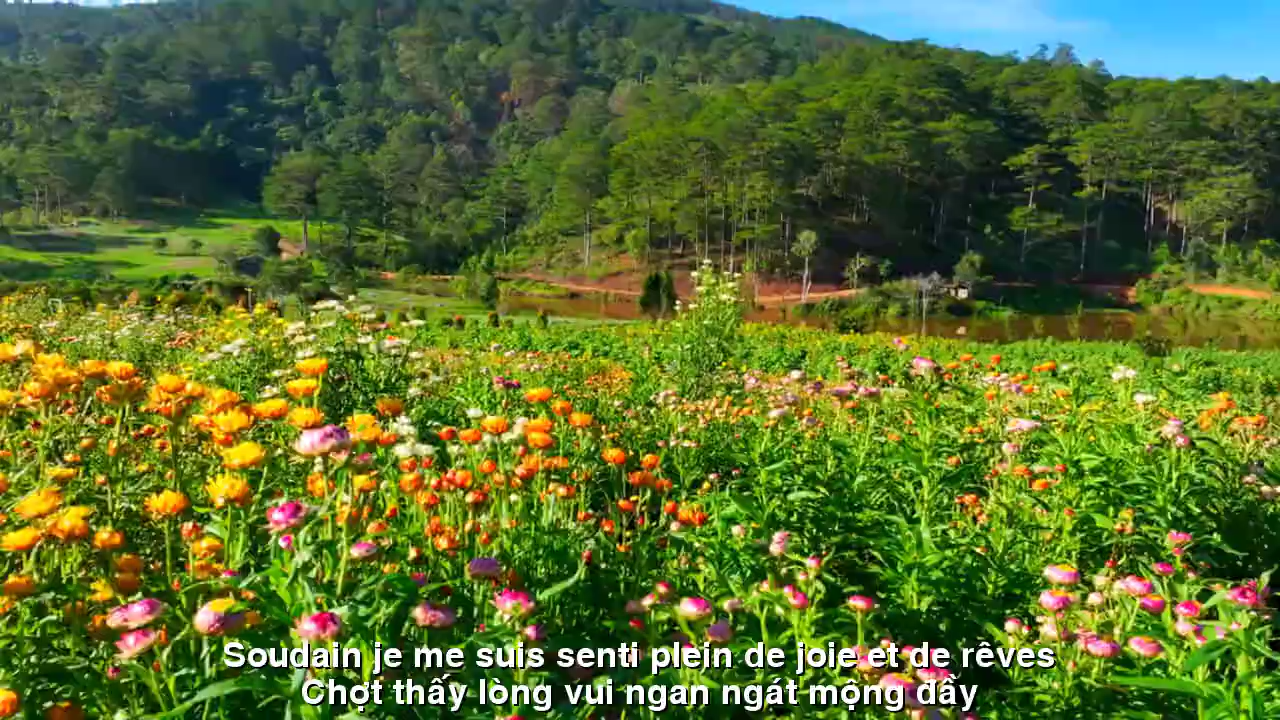 Soudain je me suis senti plein de joie et de rêves
Chợt thấy lòng vui ngan ngát mộng đầy